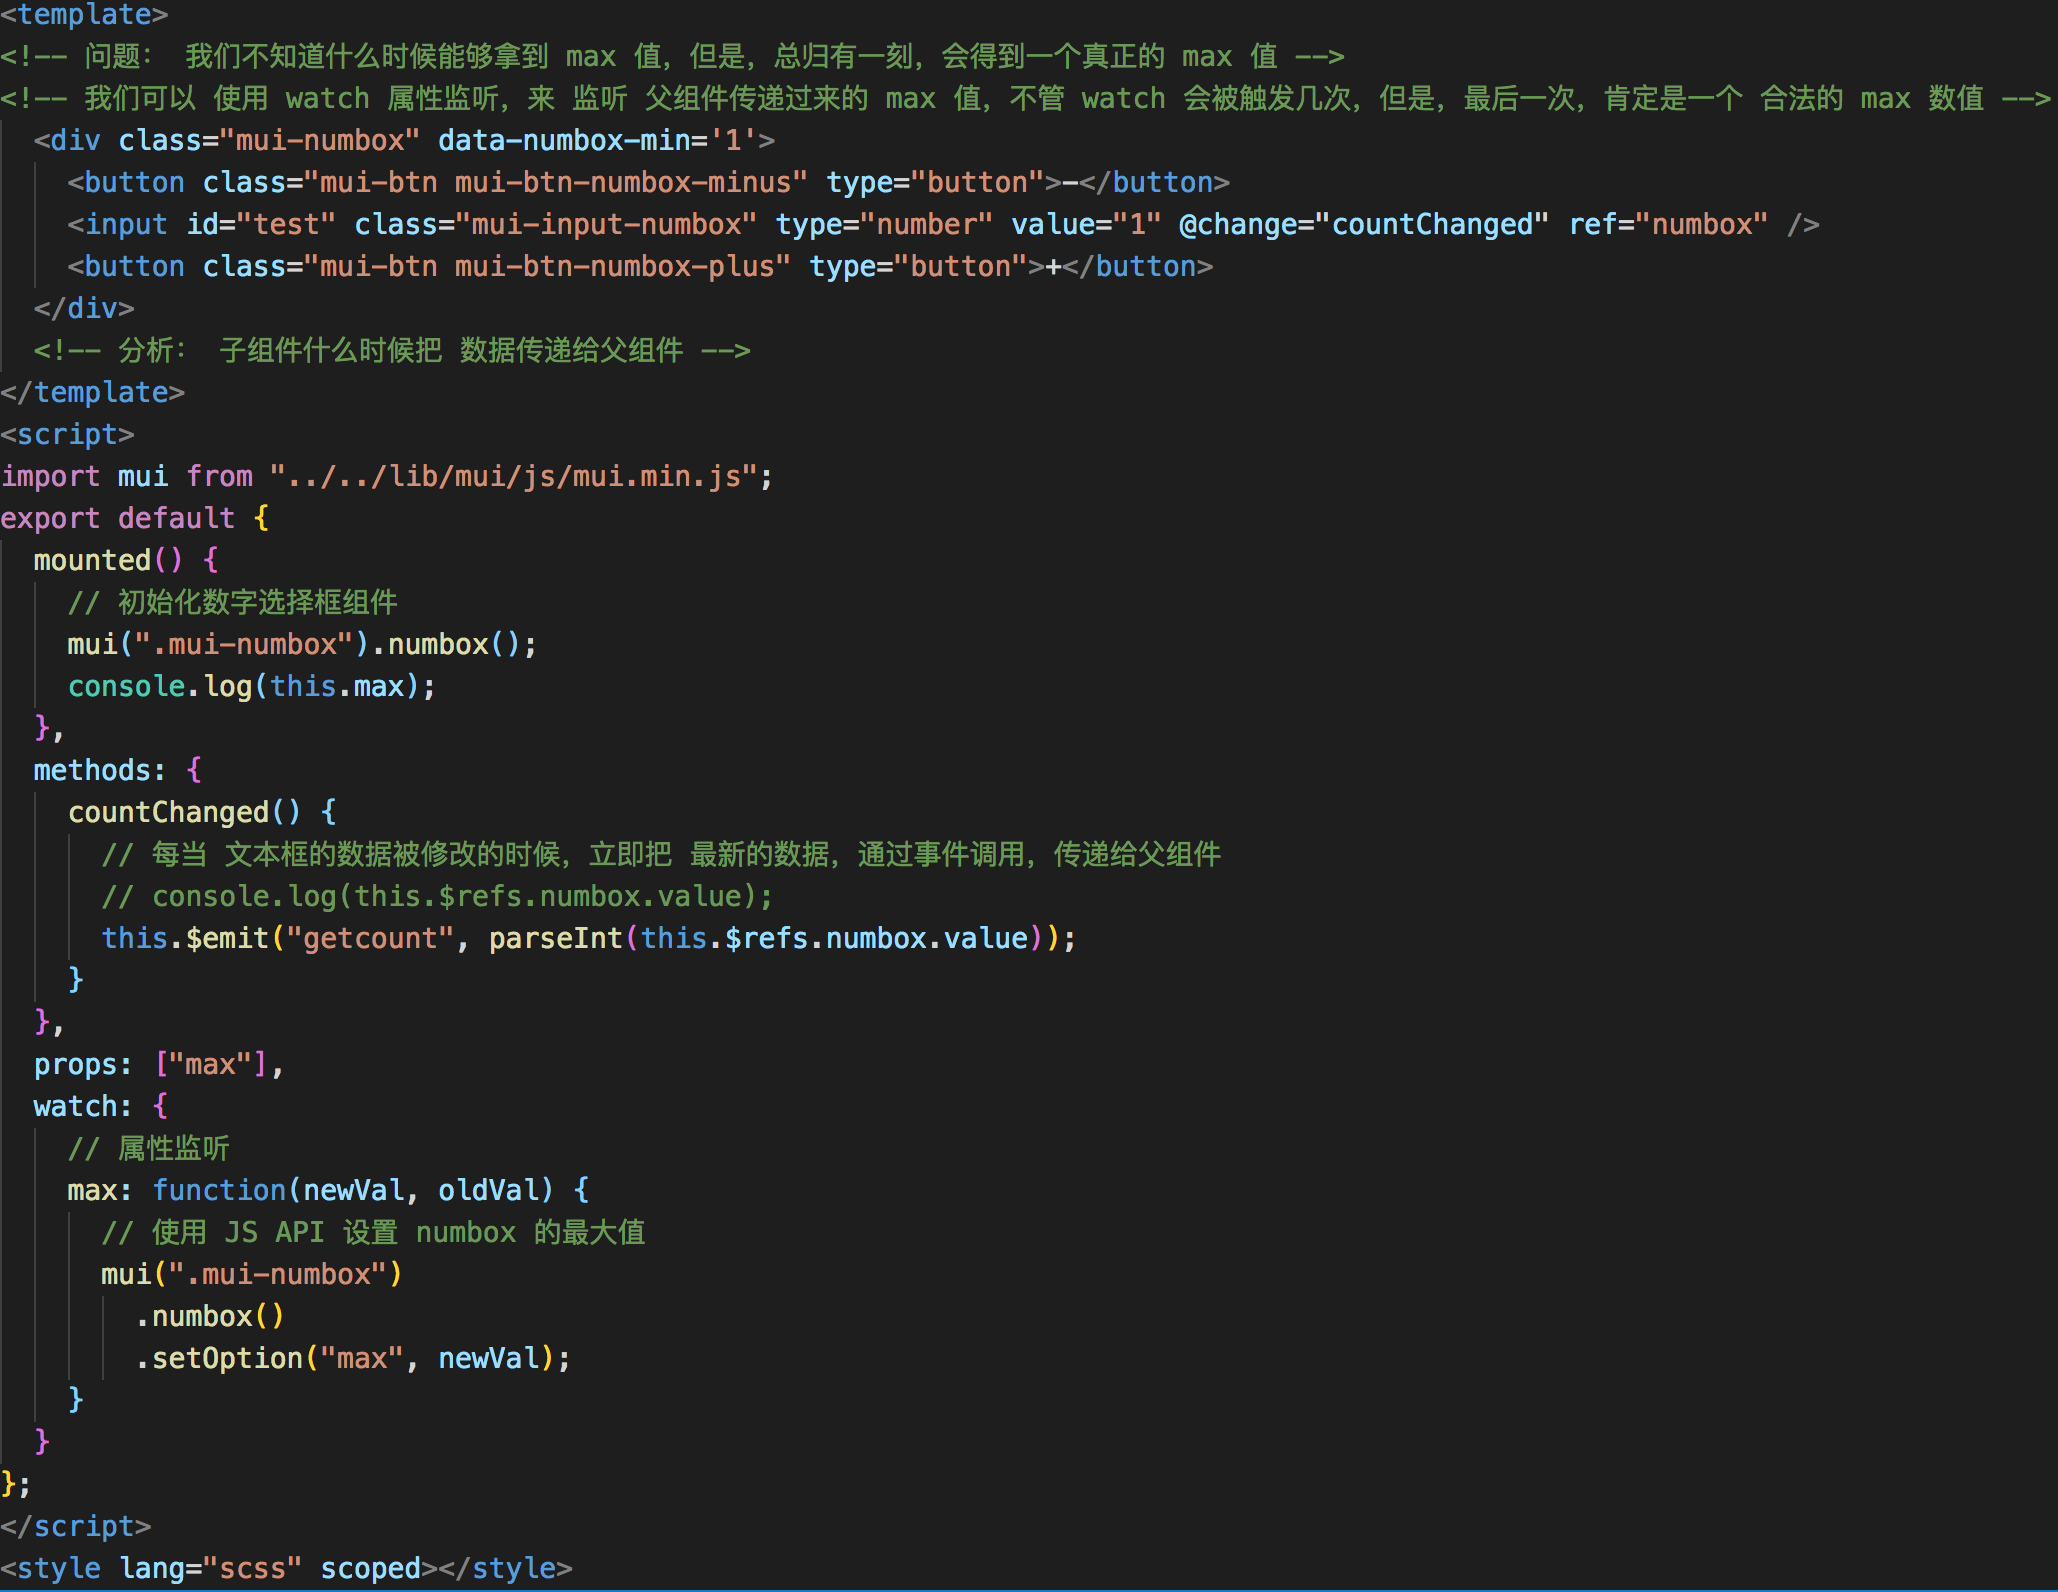 <template>
<!-- 问题： 我们不知道什么时候能够拿到 max 值，但是，总归有一刻，会得到一个真正的 max 值 -->
<!-- 我们可以 使用 watch 属性监听，来 监听 父组件传递过来的 max 值，不管 watch 会被触发几次，但是，最后一次，肯定是一个 合法的 max 数值 -->
  <div class="mui-numbox" data-numbox-min='1'>
    <button class="mui-btn mui-btn-numbox-minus" type="button">-</button>
    <input id="test" class="mui-input-numbox" type="number" value="1" @change="countChanged" ref="numbox" />
    <button class="mui-btn mui-btn-numbox-plus" type="button">+</button>
  </div>
  <!-- 分析： 子组件什么时候把 数据传递给父组件 -->
</template>
<script>
import mui from "../../lib/mui/js/mui.min.js";
export default {
  mounted() {
    // 初始化数字选择框组件
    mui(".mui-numbox").numbox();
    console.log(this.max);
  },
  methods: {
    countChanged() {
      // 每当 文本框的数据被修改的时候，立即把 最新的数据，通过事件调用，传递给父组件
      // console.log(this.$refs.numbox.value);
      this.$emit("getcount", parseInt(this.$refs.numbox.value));
    }
  },
  props: ["max"],
  watch: {
    // 属性监听
    max: function(newVal, oldVal) {
      // 使用 JS API 设置 numbox 的最大值
      mui(".mui-numbox")
        .numbox()
        .setOption("max", newVal);
    }
  }
};
</script>
<style lang="scss" scoped></style>